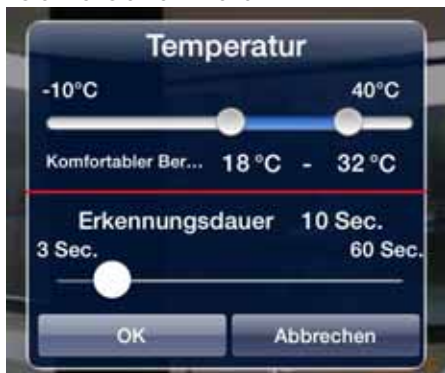 Temperatur
-10°C 40°C
Komfortabler Ber... 18°C - 32°C
Erkennungsdauer 10 Sec.
3 Sec. 60 Sec.
OK Abbrechen